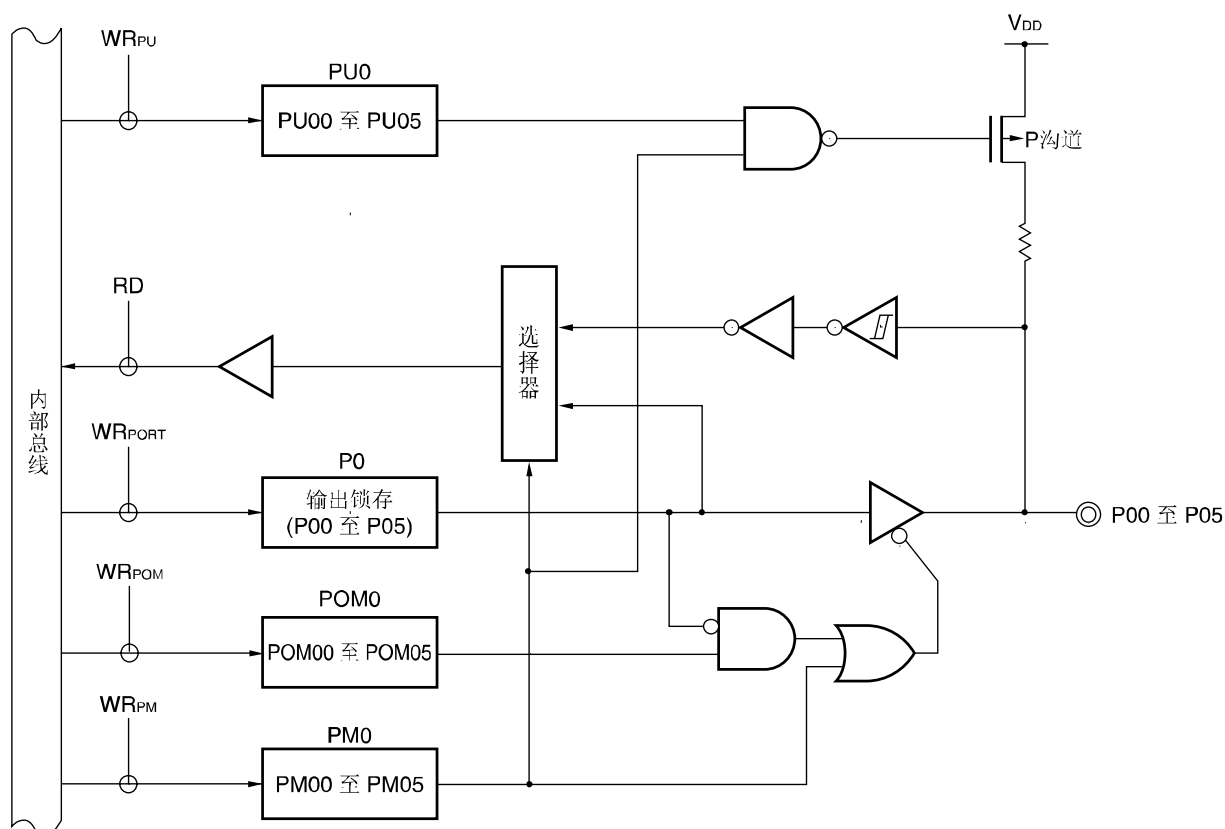 WRPU
PU0
PU00 至 PU05
VDD
P沟道
RD
选择器
内部总线
WRPORT
P0
输出锁存
(P00 至 P05)
P00 至 P05
WRPOM
POM0
POM00 至 POM05
WRPM
PM0
PM00 至 PM05